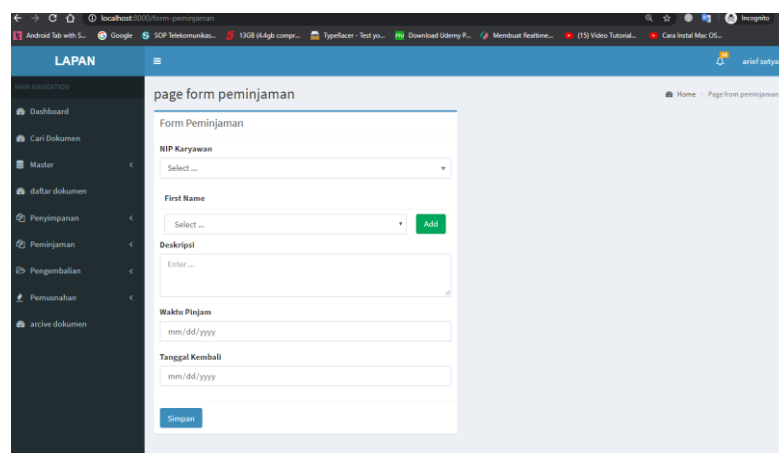 localhost:8000/form-peminjaman
Incognito
Android Tab with S... Google SOP Telekomunikas... 13GB (4.4gb compr... TypeRacer - Test yo... Download Udemy P... Membuat Realtime... (15) Video Tutorial... Cara Instal Mac OS...
LAPAN
arief setya
MAIN NAVIGATION
page form peminjaman
Home > Page from peminjaman
Dashboard
Cari Dokumen
Master
daftar dokumen
Penyimpanan
Peminjaman
Pengembalian
Pemusnahan
arcive dokumen
Form Peminjaman
NIP Karyawan
Select ...
First Name
Select ...
Add
Deskripsi
Enter ...
Waktu Pinjam
mm/dd/yyyy
Tanggal Kembali
mm/dd/yyyy
Simpan